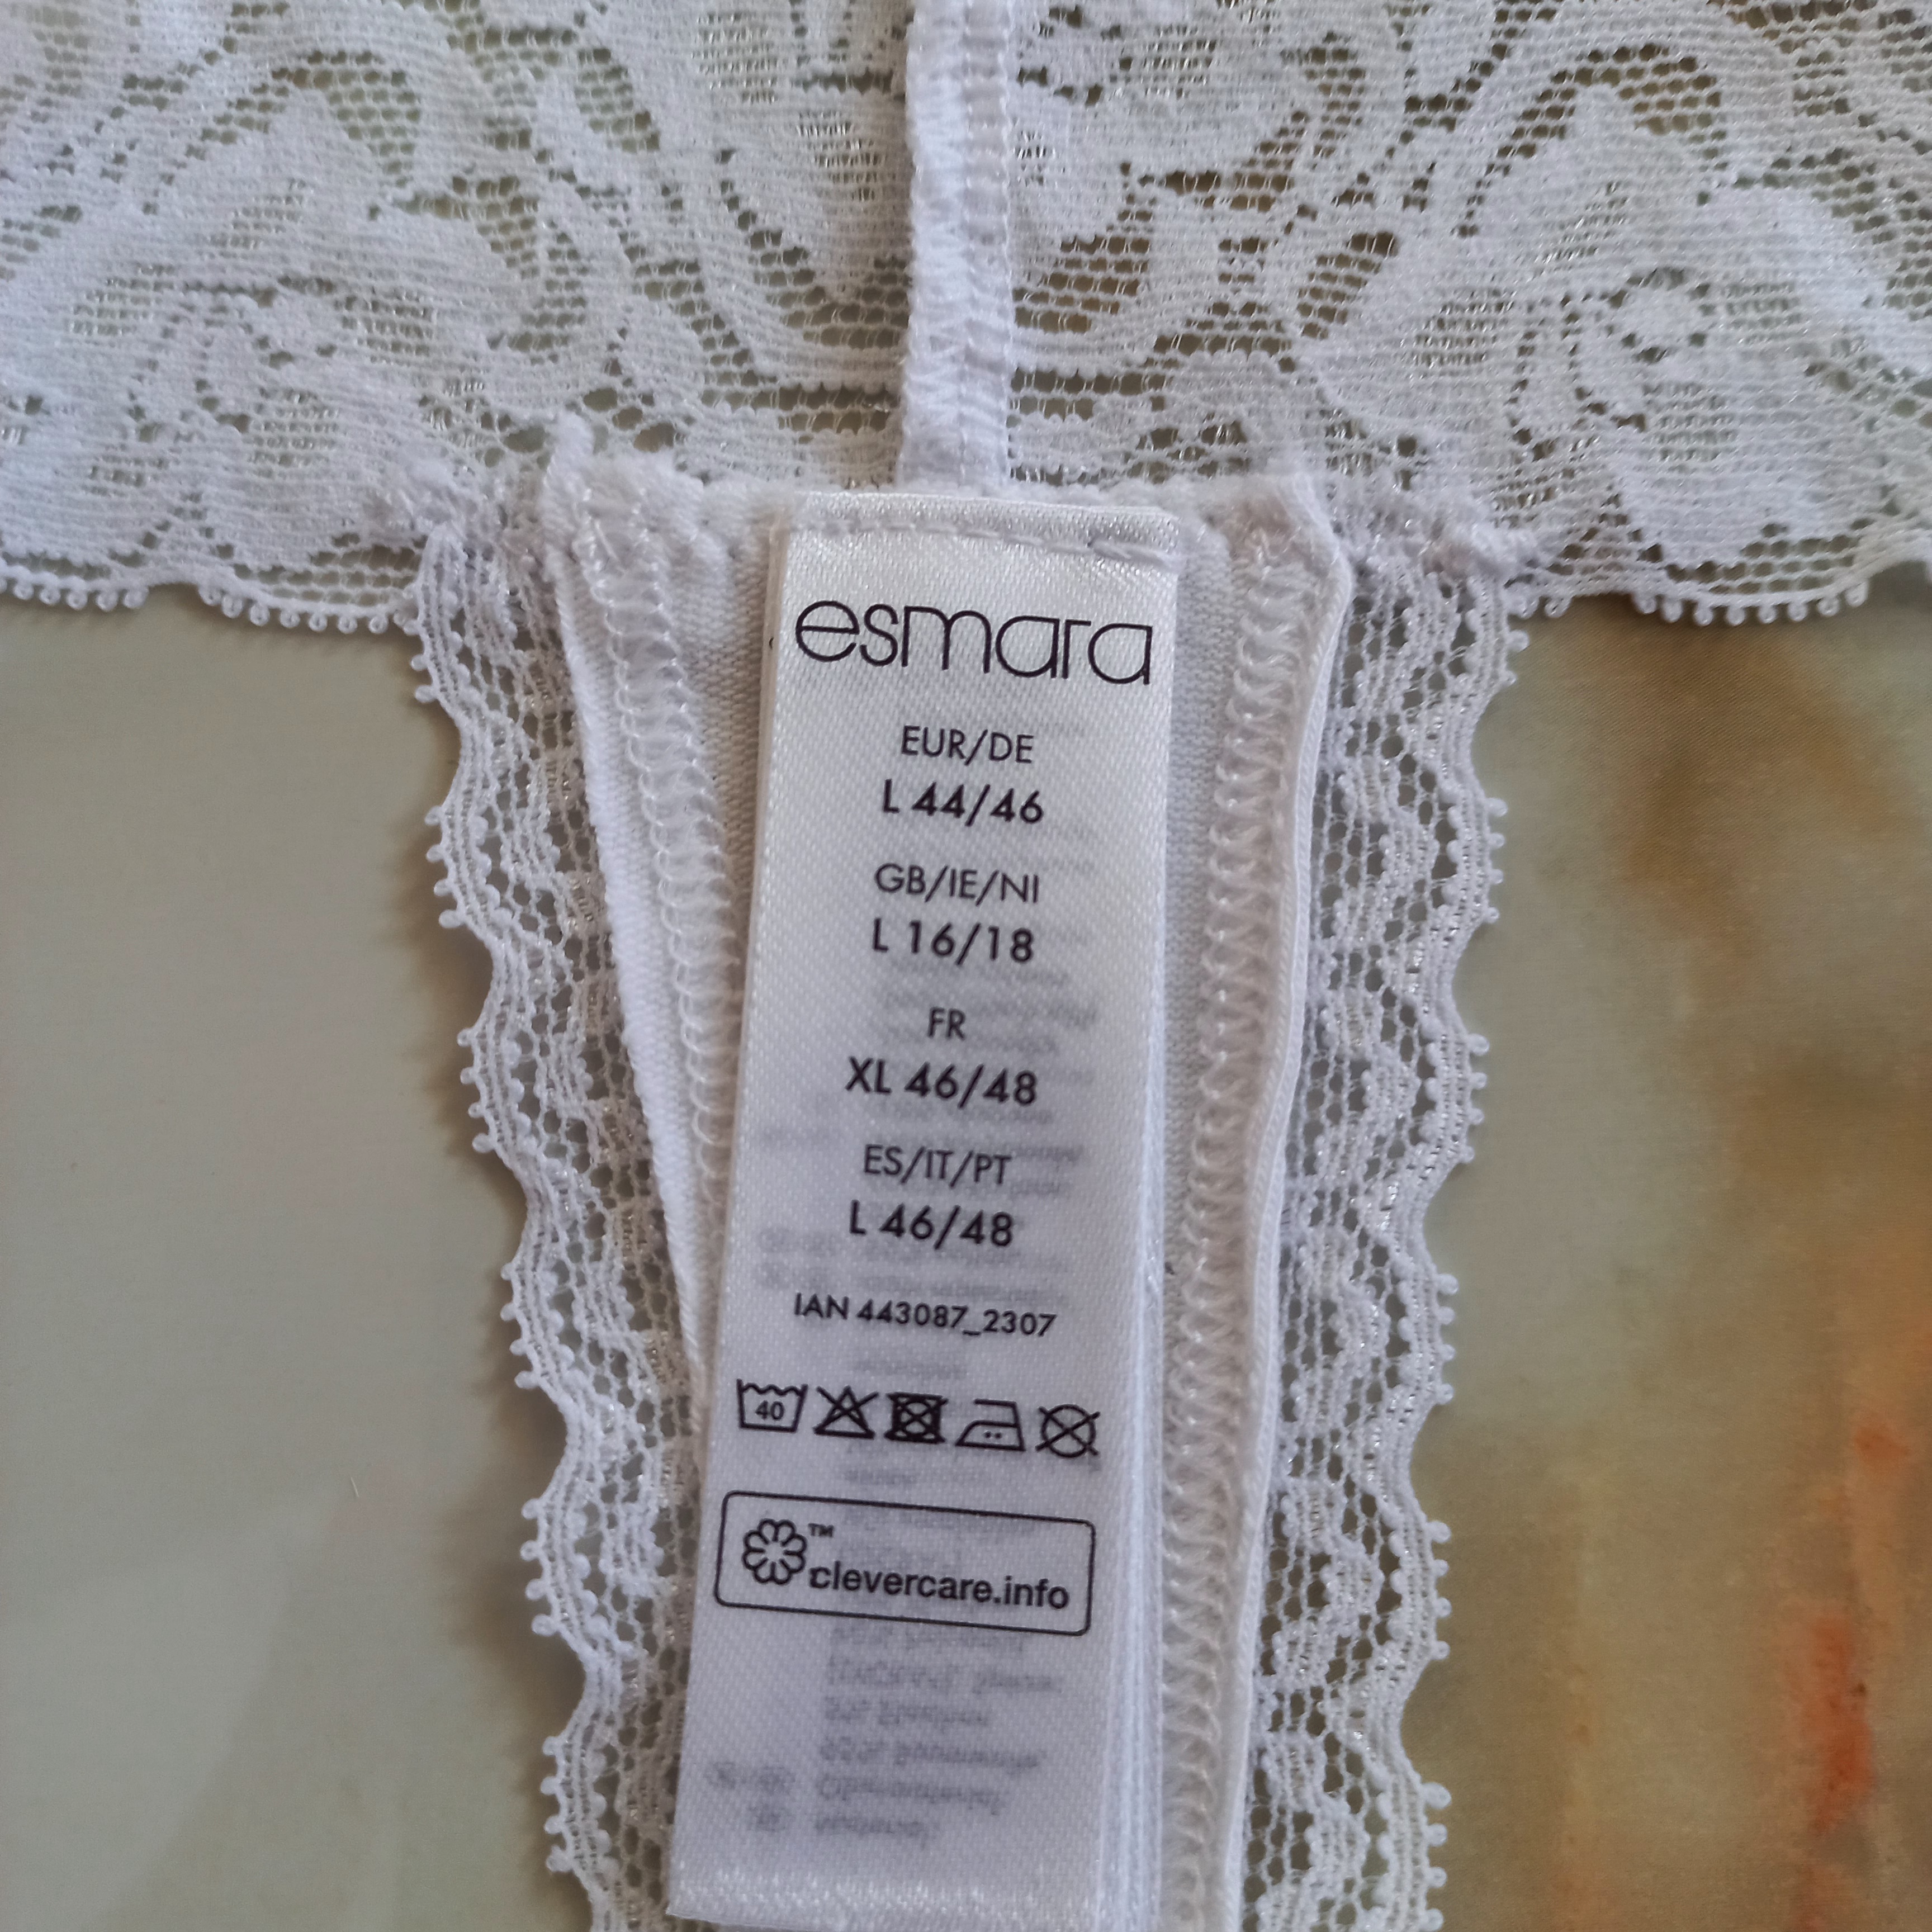 esmara
EUR/DE
L 44/46
GB/IE/NI
L 16/18
FR
XL 46/48
ES/IT/PT
L 46/48
IAN 443087_2307
40
™
clevercare.info